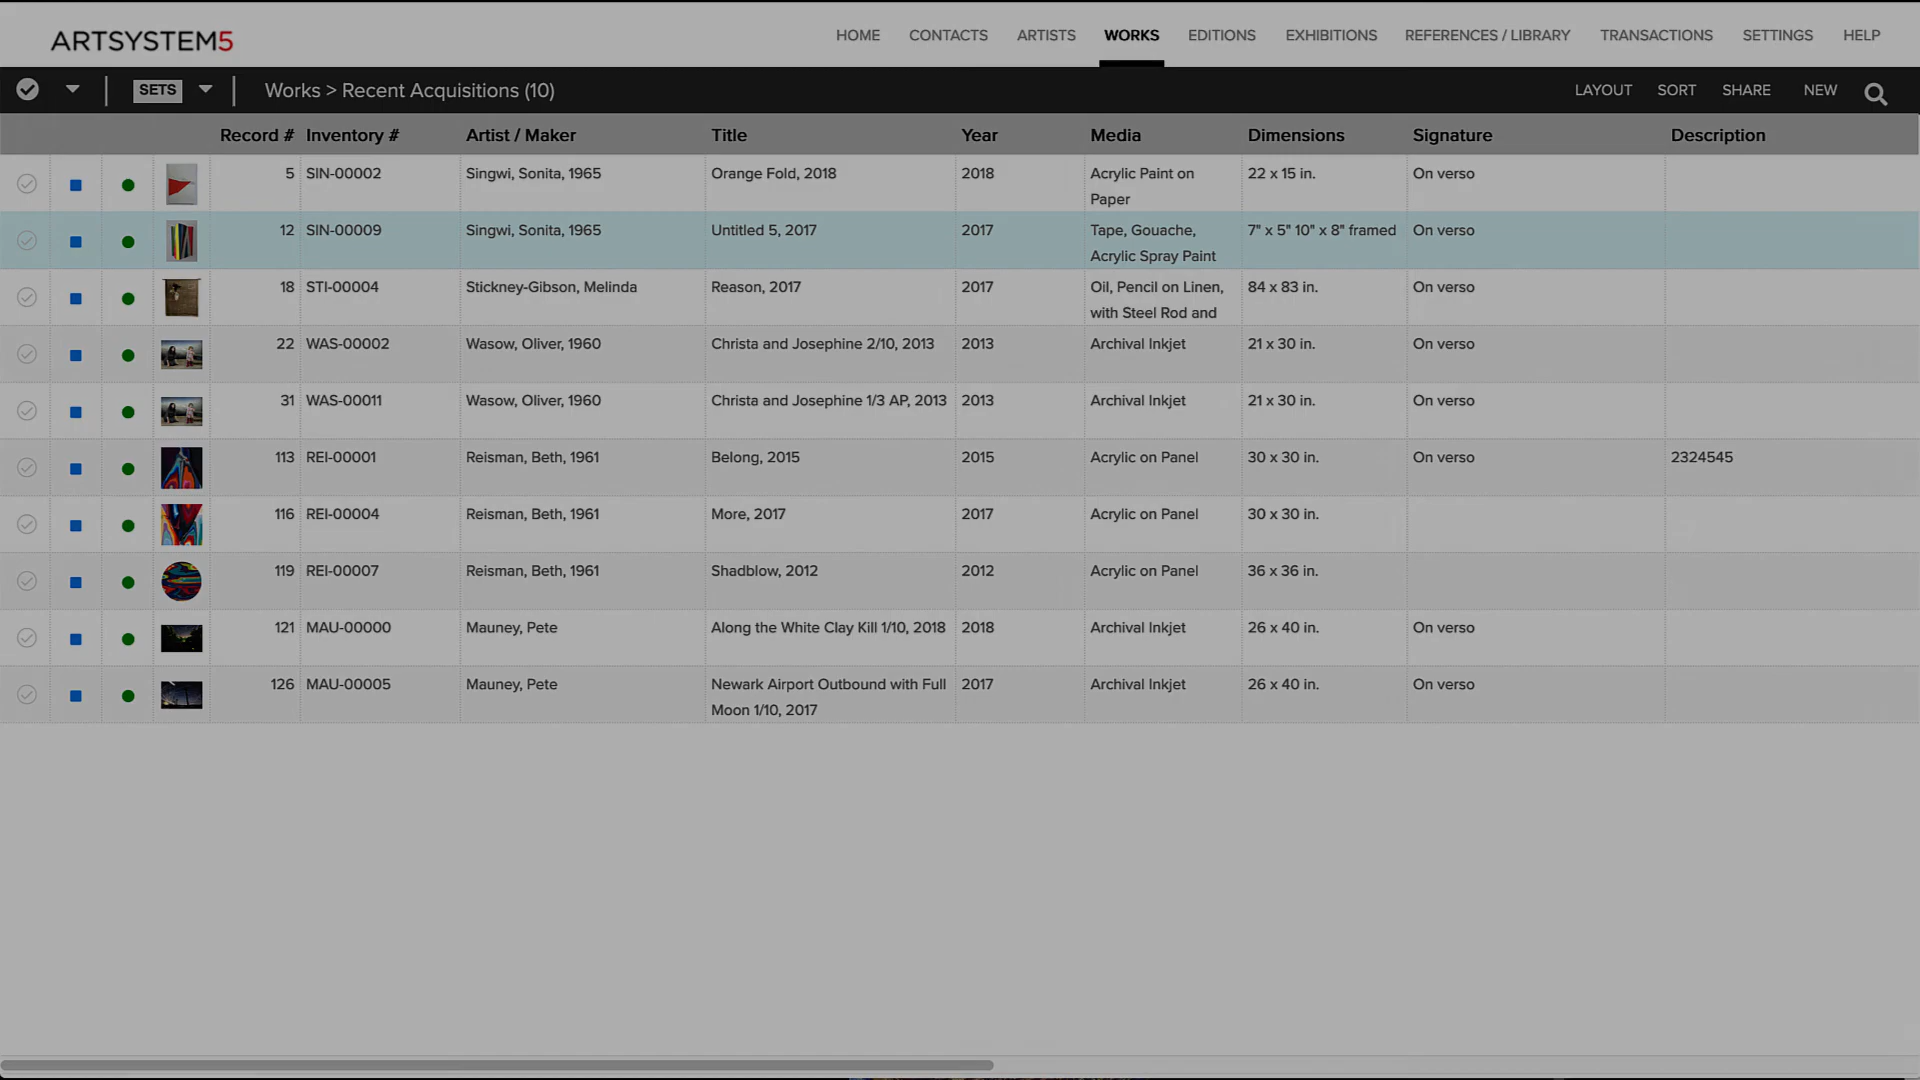 ARTSYSTEM5
HOME CONTACTS ARTISTS WORKS EDITIONS EXHIBITIONS REFERENCES / LIBRARY TRANSACTIONS SETTINGS HELP
SETS Works > Recent Acquisitions (10) LAYOUT SORT SHARE NEW
Record # Inventory # Artist / Maker Title Year Media Dimensions Signature Description
5 SIN-00002 Singwi, Sonita, 1965 Orange Fold, 2018 2018 Acrylic Paint on 22 x 15 in. On verso
Paper
12 SIN-00009 Singwi, Sonita, 1965 Untitled 5, 2017 2017 Tape, Gouache, 7" x 5" 10" x 8" framed On verso
Acrylic Spray Paint
18 STI-00004 Stickney-Gibson, Melinda Reason, 2017 2017 Oil, Pencil on Linen, 84 x 83 in. On verso
with Steel Rod and
22 WAS-00002 Wasow, Oliver, 1960 Christa and Josephine 2/10, 2013 2013 Archival Inkjet 21 x 30 in. On verso
31 WAS-00011 Wasow, Oliver, 1960 Christa and Josephine 1/3 AP, 2013 2013 Archival Inkjet 21 x 30 in. On verso
113 REI-00001 Reisman, Beth, 1961 Belong, 2015 2015 Acrylic on Panel 30 x 30 in. On verso 2324545
116 REI-00004 Reisman, Beth, 1961 More, 2017 2017 Acrylic on Panel 30 x 30 in.
119 REI-00007 Reisman, Beth, 1961 Shadblow, 2012 2012 Acrylic on Panel 36 x 36 in.
121 MAU-00000 Mauney, Pete Along the White Clay Kill 1/10, 2018 2018 Archival Inkjet 26 x 40 in. On verso
126 MAU-00005 Mauney, Pete Newark Airport Outbound with Full 2017 Archival Inkjet 26 x 40 in. On verso
Moon 1/10, 2017